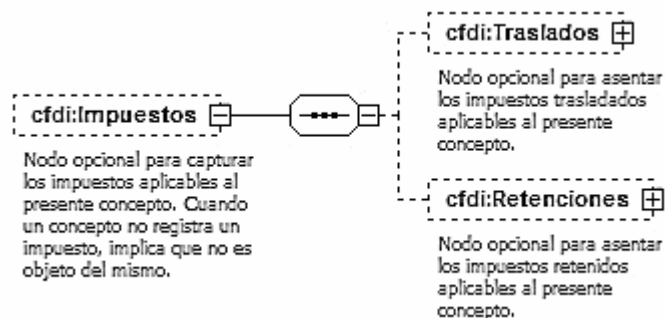 cfdi:Traslados
Nodo opcional para asentar
los impuestos trasladados
aplicables al presente
concepto.
cfdi:Impuestos
Nodo opcional para capturar
los impuestos aplicables al
presente concepto. Cuando
un concepto no registra un
impuesto, implica que no es
objeto del mismo.
cfdi:Retenciones
Nodo opcional para asentar
los impuestos retenidos
aplicables al presente
concepto.